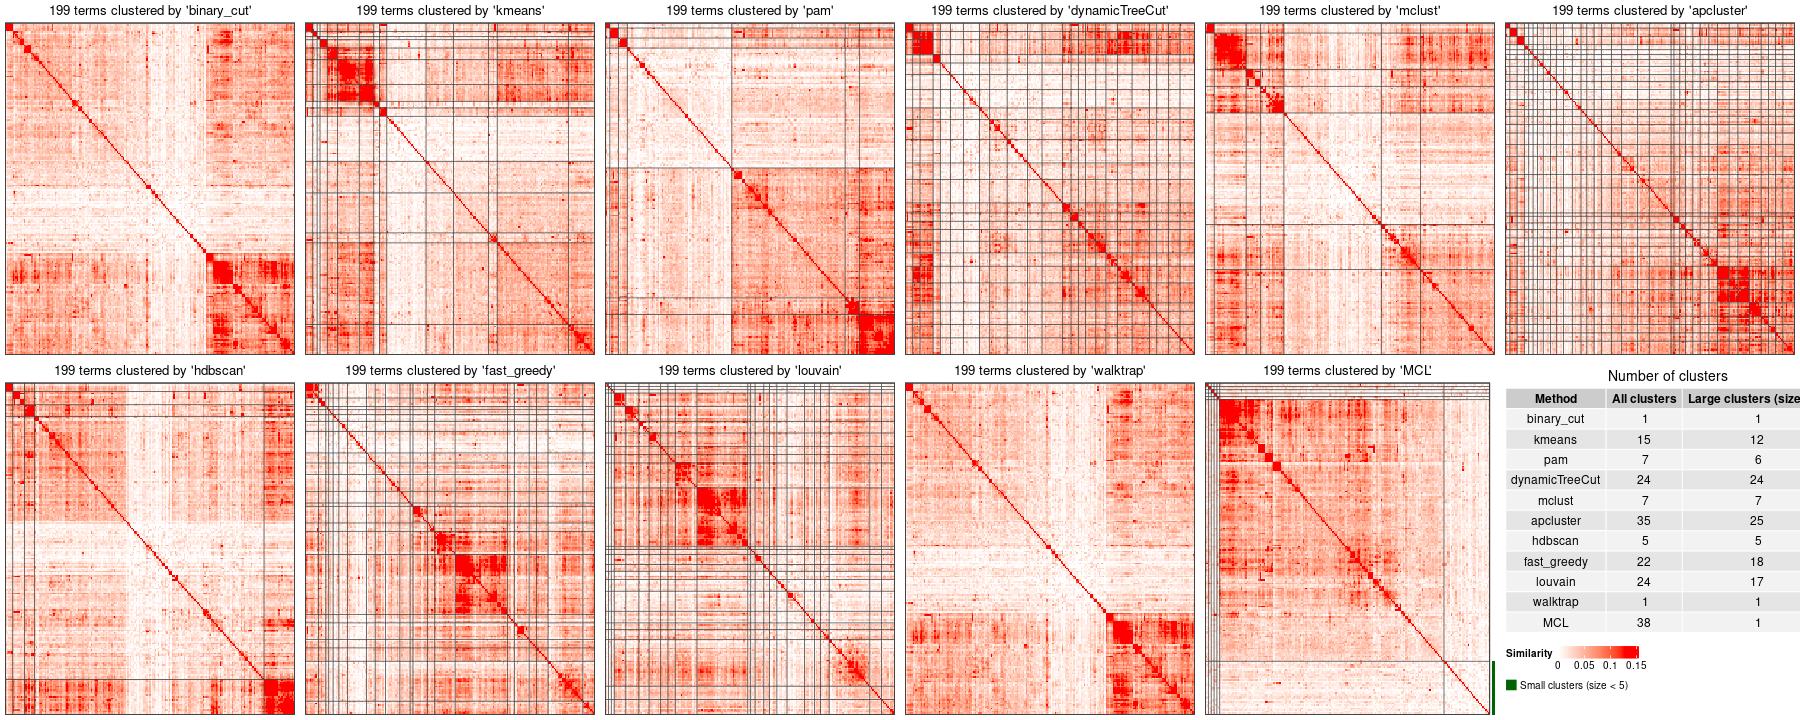 199 terms clustered by 'binary_cut'
199 terms clustered by 'kmeans'
199 terms clustered by 'pam'
199 terms clustered by 'dynamicTreeCut'
199 terms clustered by 'mclust'
199 terms clustered by 'apcluster'
199 terms clustered by 'hdbscan'
199 terms clustered by 'fast_greedy'
199 terms clustered by 'louvain'
199 terms clustered by 'walktrap'
199 terms clustered by 'MCL'
Number of clusters
Method All clusters Large clusters (size
binary_cut 1 1
kmeans 15 12
pam 7 6
dynamicTreeCut 24 24
mclust 7 7
apcluster 35 25
hdbscan 5 5
fast_greedy 22 18
louvain 24 17
walktrap 1 1
MCL 38 1
Similarity
0 0.05 0.1 0.15
Small clusters (size < 5)